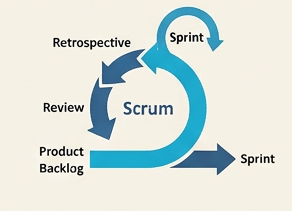 Sprint
Retrospective
Review
Scrum
Product
Backlog
Sprint